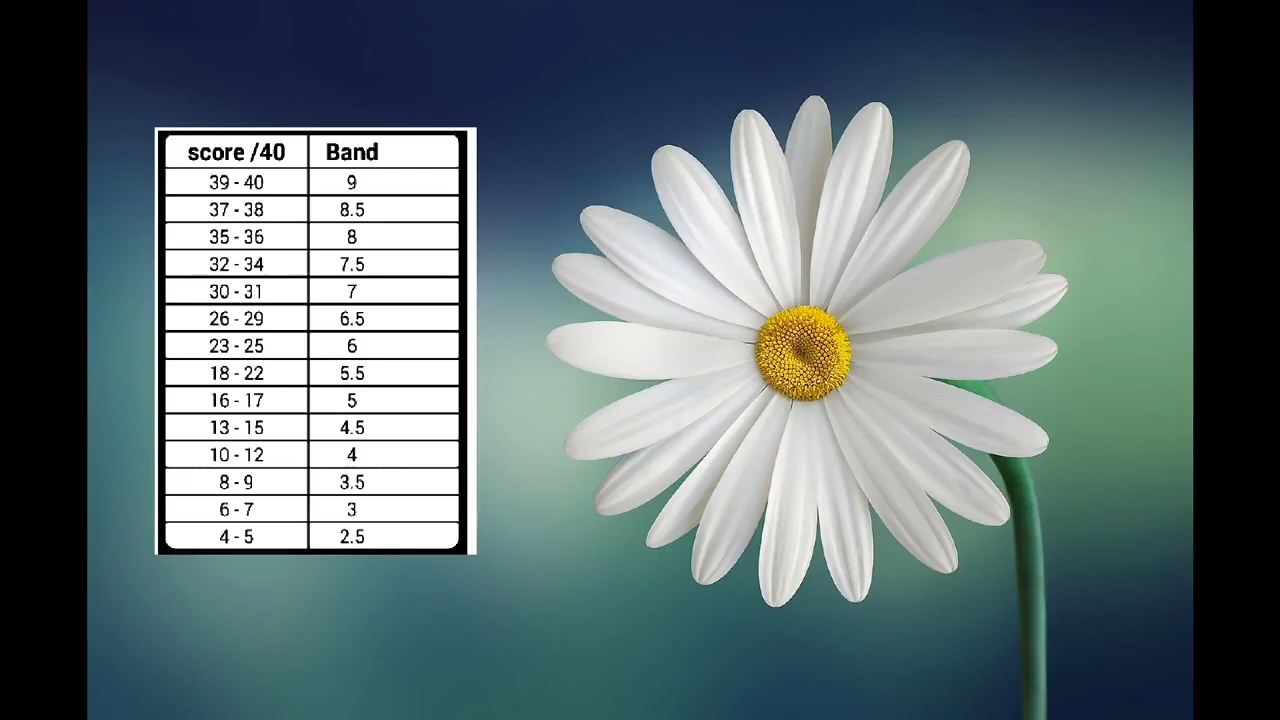 score /40 Band
39 - 40 9
37 - 38 8.5
35 - 36 8
32 - 34 7.5
30 - 31 7
26 - 29 6.5
23 - 25 6
18 - 22 5.5
16 - 17 5
13 - 15 4.5
10 - 12 4
8 - 9 3.5
6 - 7 3
4 - 5 2.5